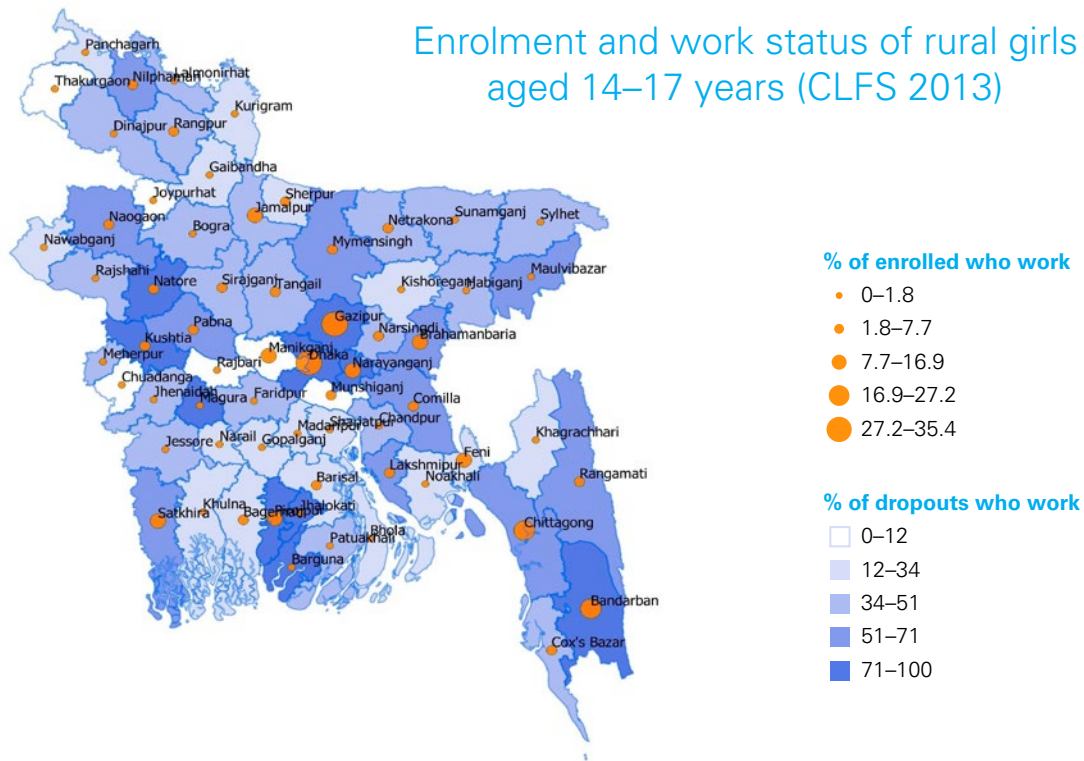 Enrolment and work status of rural girls
aged 14–17 years (CLFS 2013)
Panchagarh
Thakurgaon
Nilphamari
Lalmonirhat
Kurigram
Dinajpur
Rangpur
Gaibandha
Joypurhat
Sherpur
Jamalpur
Naogaon
Bogra
Netrakona
Sunamganj
Sylhet
Nawabganj
Mymensingh
Rajshahi
Natore
Sirajganj
Tangail
Kishoreganj
Habiganj
Maulvibazar
Gazipur
Pabna
Kushtia
Narsingdi
Brahamanbaria
Meherpur
Manikganj
Dhaka
Rajbari
Narayanganj
Chuadanga
Jhenaidah
Magura
Faridpur
Munshiganj
Comilla
Madaripur
Shariatpur
Chandpur
Jessore
Narail
Gopalganj
Khagrachhari
Feni
Lakshmipur
Noakhali
Rangamati
Barisal
Satkhira
Khulna
Bagerhat
Pirojpur
Jhalokati
Chittagong
Patuakhali
Bhola
Barguna
Bandarban
Cox's Bazar
% of enrolled who work
0–1.8
1.8–7.7
7.7–16.9
16.9–27.2
27.2–35.4
% of dropouts who work
0–12
12–34
34–51
51–71
71–100